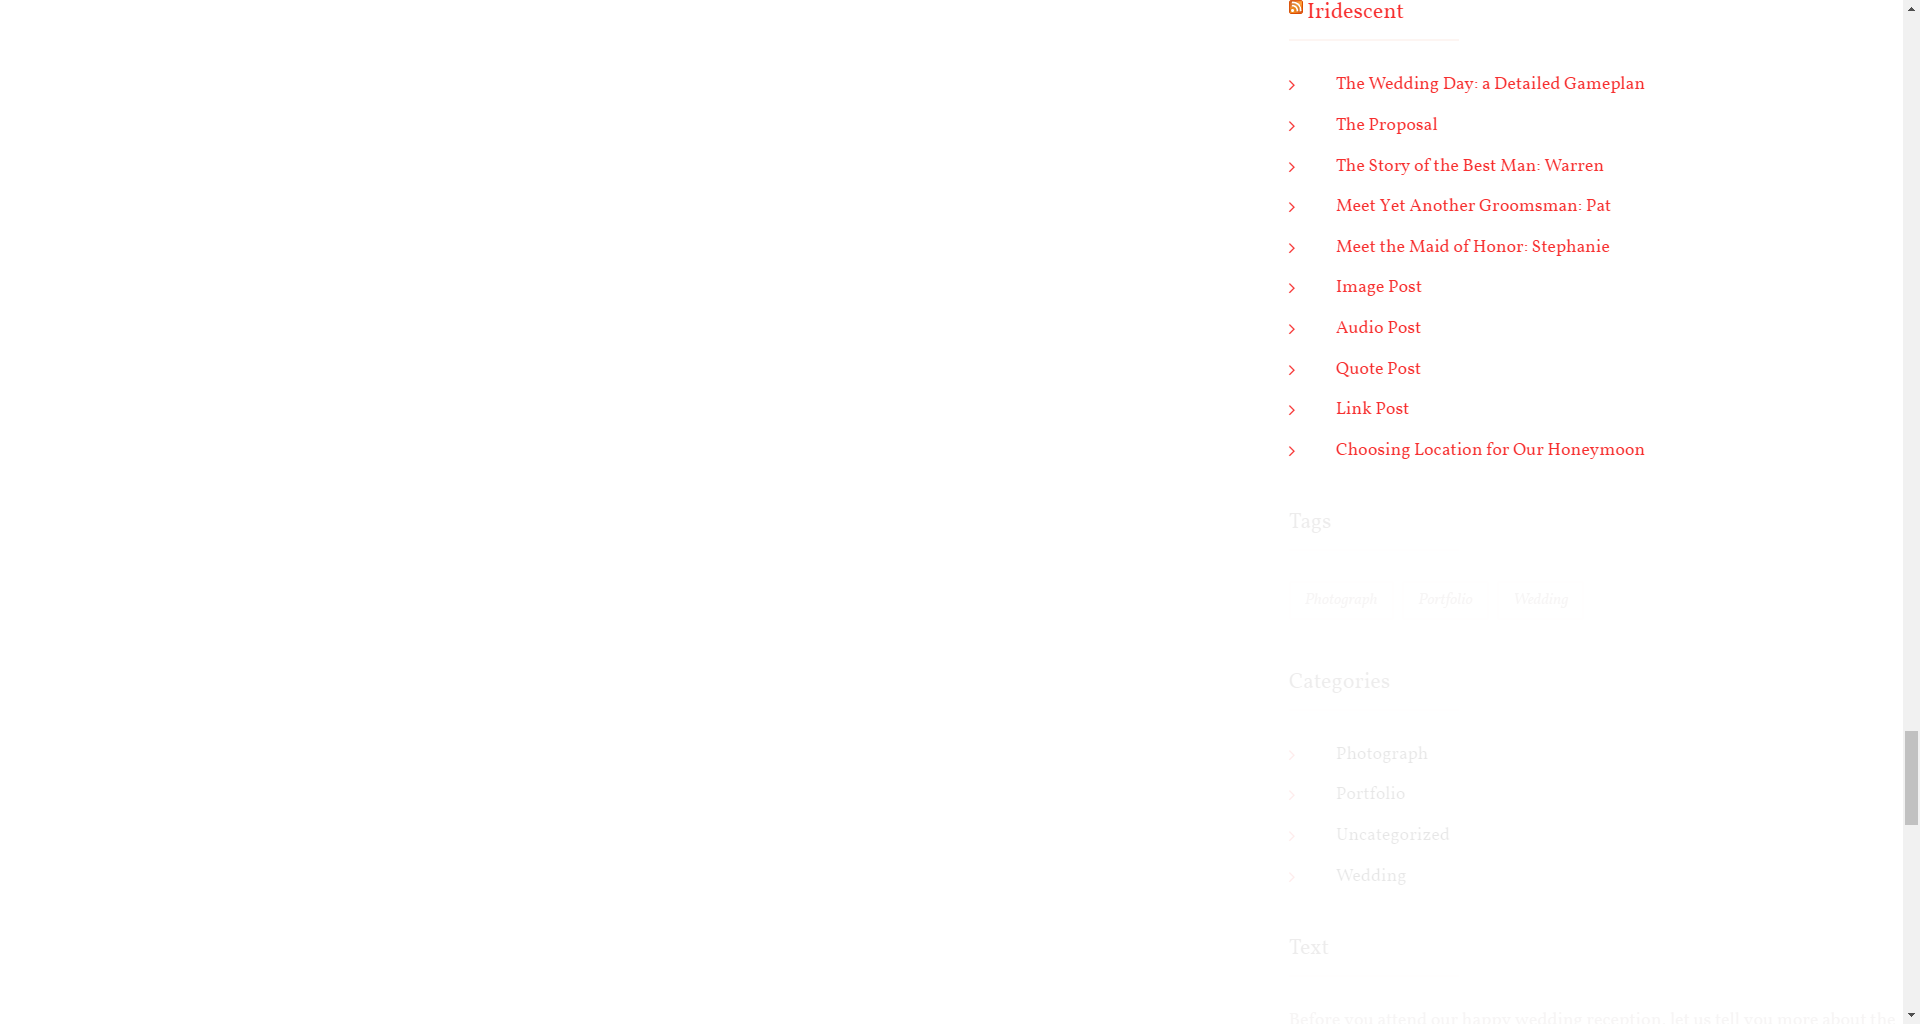 Iridescent
The Wedding Day: a Detailed Gameplan
The Proposal
The Story of the Best Man: Warren
Meet Yet Another Groomsman: Pat
Meet the Maid of Honor: Stephanie
Image Post
Audio Post
Quote Post
Link Post
Choosing Location for Our Honeymoon
Tags
Photograph Portfolio Wedding
Categories
Photograph
Portfolio
Uncategorized
Wedding
Text
Before you attend our happy wedding reception, let us tell you more about the